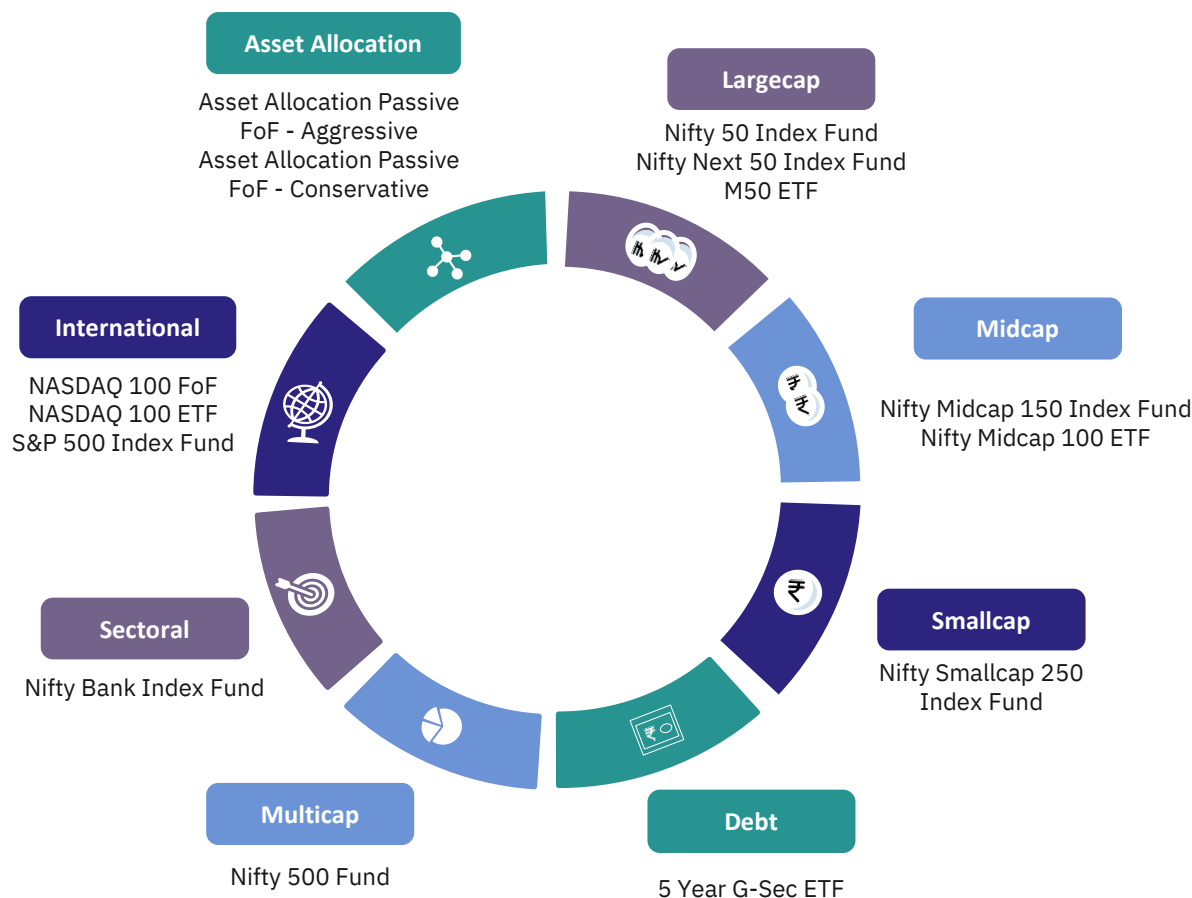 Asset Allocation
Asset Allocation Passive
FoF - Aggressive
Asset Allocation Passive
FoF - Conservative
Largecap
Nifty 50 Index Fund
Nifty Next 50 Index Fund
M50 ETF
Midcap
Nifty Midcap 150 Index Fund
Nifty Midcap 100 ETF
Smallcap
Nifty Smallcap 250
Index Fund
Debt
5 Year G-Sec ETF
Multicap
Nifty 500 Fund
Sectoral
Nifty Bank Index Fund
International
NASDAQ 100 FoF
NASDAQ 100 ETF
S&P 500 Index Fund